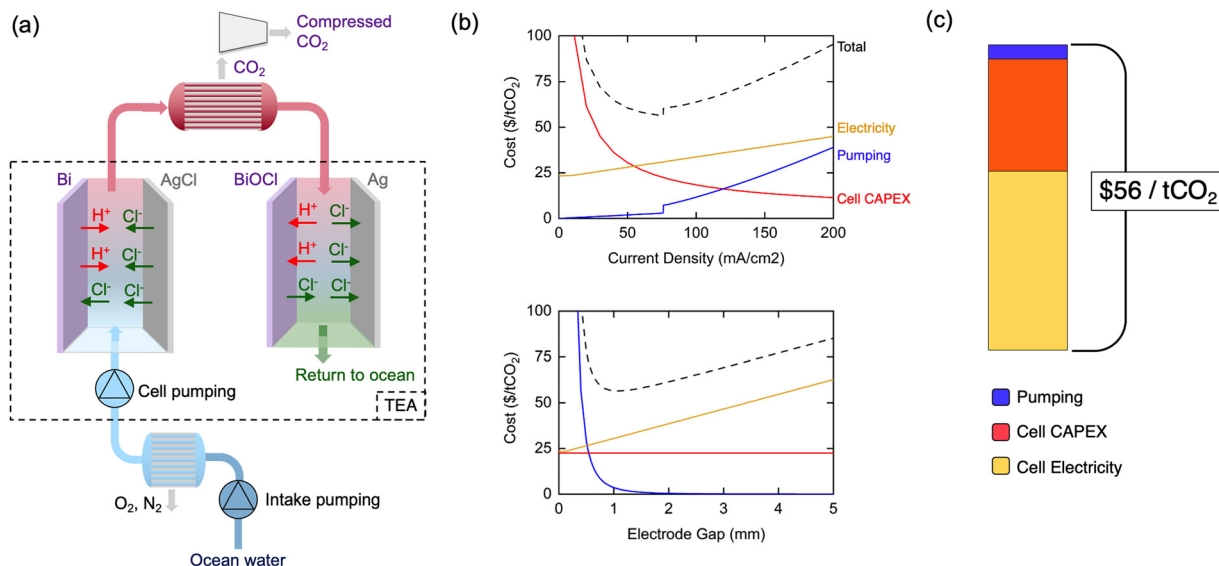 (a)
Compressed
CO₂
CO₂
Bi
AgCl
BiOCl
Ag
H⁺
Cl⁻
H⁺
Cl⁻
H⁺
Cl⁻
H⁺
Cl⁻
Cl⁻
Cl⁻
Cl⁻
Cl⁻
Return to ocean
Cell pumping
TEA
O₂, N₂
Intake pumping
Ocean water
(b)
Cost ($/tCO₂)
100
75
50
25
0
Total
Electricity
Pumping
Cell CAPEX
0 50 100 150 200
Current Density (mA/cm2)
Cost ($/tCO₂)
100
75
50
25
0
0 1 2 3 4 5
Electrode Gap (mm)
(c)
$56 / tCO₂
Pumping
Cell CAPEX
Cell Electricity